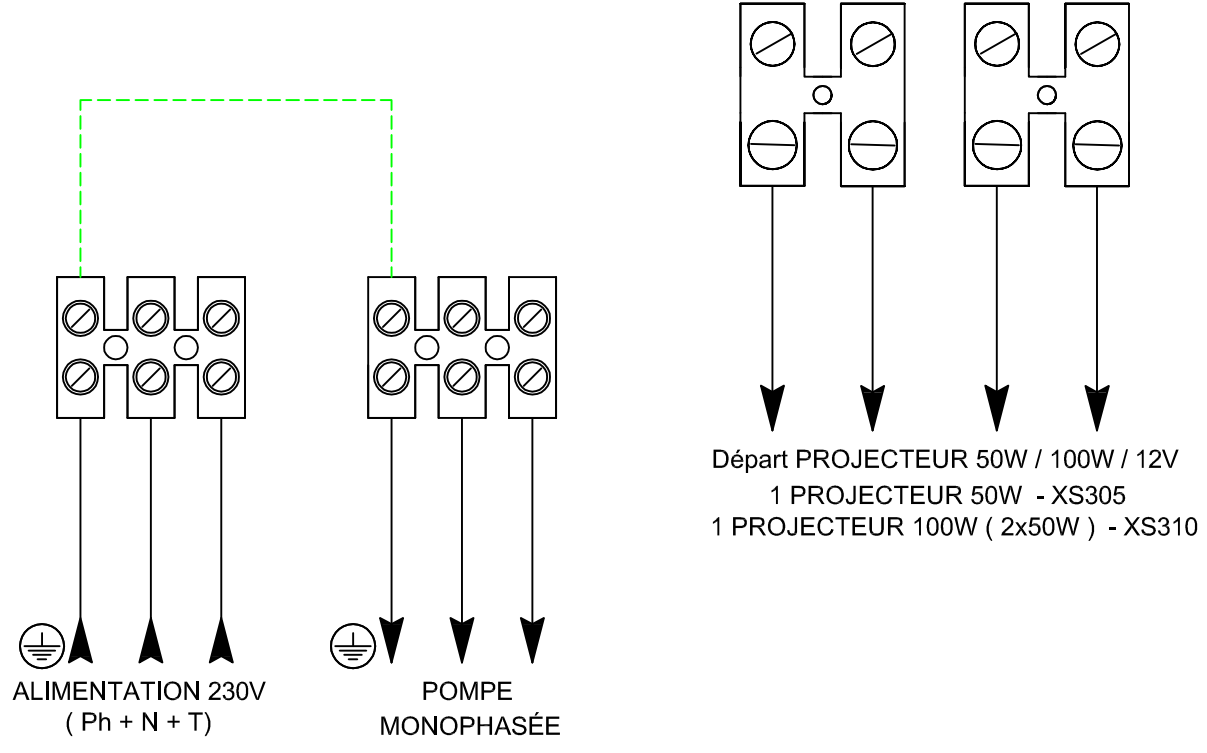 Départ PROJECTEUR 50W / 100W / 12V
1 PROJECTEUR 50W - XS305
1 PROJECTEUR 100W ( 2x50W ) - XS310
ALIMENTATION 230V
( Ph + N + T)
POMPE
MONOPHASÉE